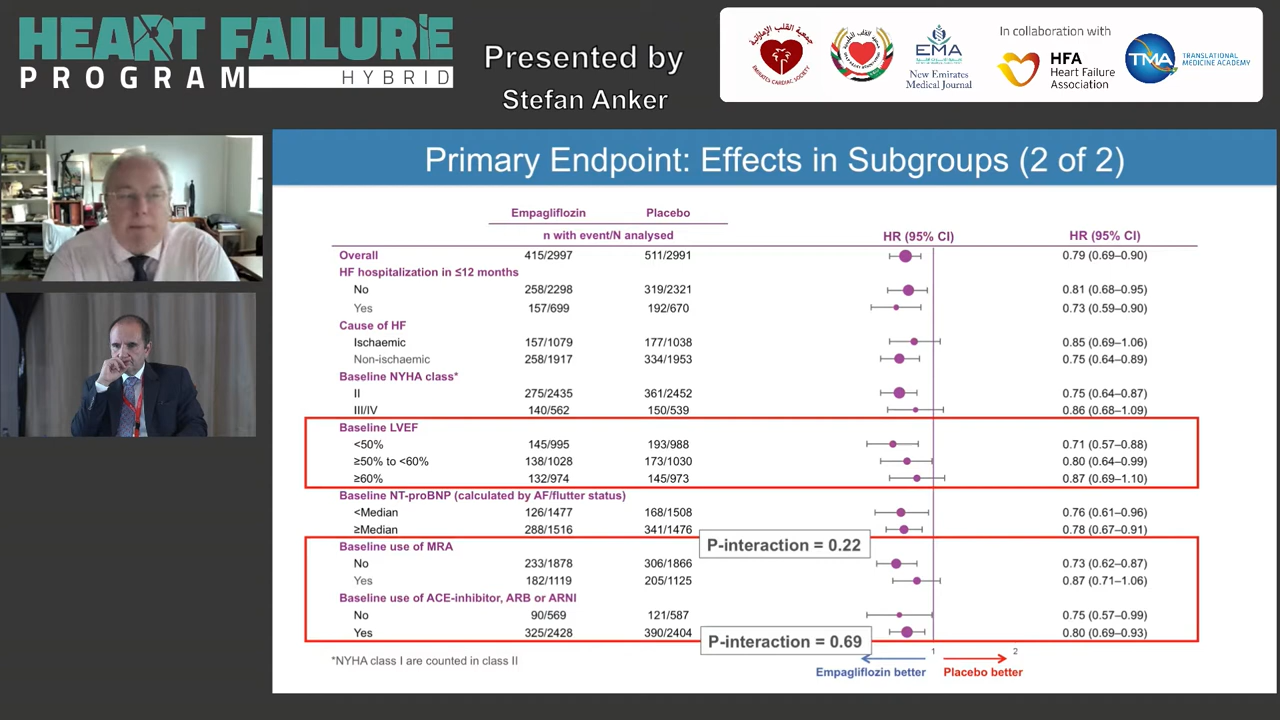 HEART FAILURE
PROGRAM HYBRID
Presented by
Stefan Anker
EMIRATES CARDIAC SOCIETY
EMA
New Emirates
Medical Journal
In collaboration with
HFA
Heart Failure
Association
TMA
TRANSLATIONAL
MEDICINE ACADEMY
Primary Endpoint: Effects in Subgroups (2 of 2)
Empagliflozin Placebo
n with event/N analysed HR (95% CI) HR (95% CI)
Overall 415/2997 511/2991 0.79 (0.69–0.90)
HF hospitalization in ≤12 months
No 258/2298 319/2321 0.81 (0.68–0.95)
Yes 157/699 192/670 0.73 (0.59–0.90)
Cause of HF
Ischaemic 157/1079 177/1038 0.85 (0.69–1.06)
Non-ischaemic 258/1917 334/1953 0.75 (0.64–0.89)
Baseline NYHA class*
II 275/2435 361/2452 0.75 (0.64–0.87)
III/IV 140/562 150/539 0.86 (0.68–1.09)
Baseline LVEF
<50% 145/995 193/988 0.71 (0.57–0.88)
≥50% to <60% 138/1028 173/1030 0.80 (0.64–0.99)
≥60% 132/974 145/973 0.87 (0.69–1.10)
Baseline NT-proBNP (calculated by AF/flutter status)
<Median 126/1477 168/1508 0.76 (0.61–0.96)
≥Median 288/1516 341/1476 0.78 (0.67–0.91)
P-interaction = 0.22
Baseline use of MRA
No 233/1878 306/1866 0.73 (0.62–0.87)
Yes 182/1119 205/1125 0.87 (0.71–1.06)
Baseline use of ACE-inhibitor, ARB or ARNI
No 90/569 121/587 0.75 (0.57–0.99)
Yes 325/2428 390/2404 0.80 (0.69–0.93)
P-interaction = 0.69
1 2
*NYHA class I are counted in class II
Empagliflozin better Placebo better